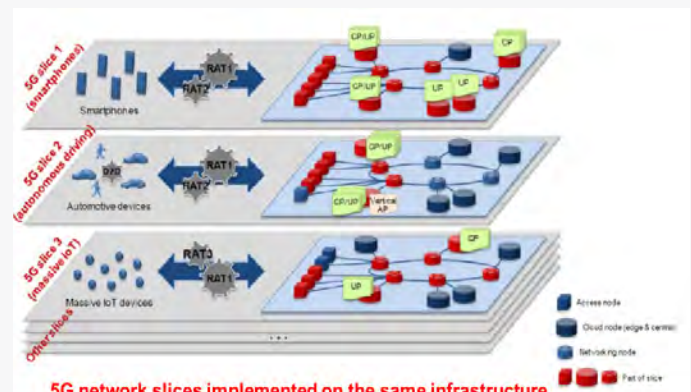 5G slice 1
(smartphones)
Smartphones
RAT1
RAT2
CP/UP
CP
CP/UP
UP
UP
5G slice 2
(autonomous driving)
D2D
Automotive devices
RAT1
RAT2
CP/UP
CP/UP
Vertical
AP
5G slice 3
(massive IoT)
Massive IoT devices
RAT3
RAT1
CP
UP
Other slices
. . .
Access node
Cloud node (edge & central)
Networking node
Part of slice
5G network slices implemented on the same infrastructure